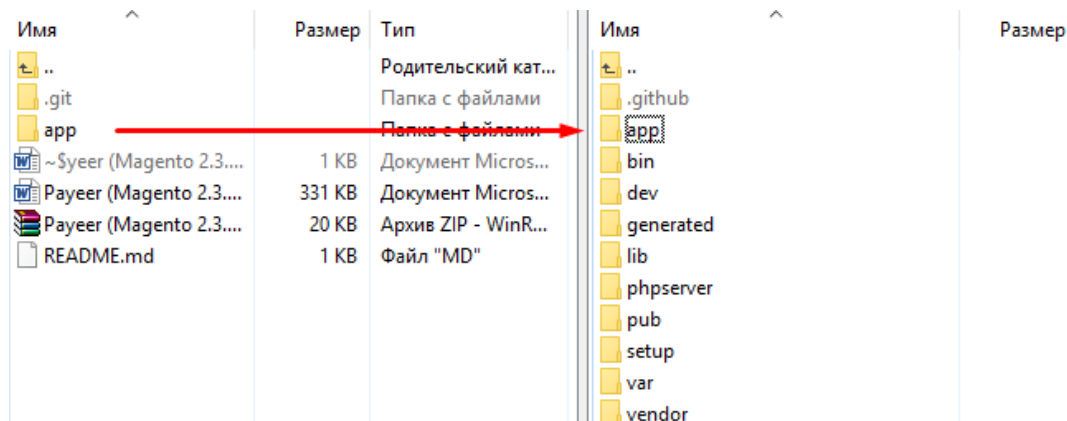 Имя Размер Тип
.. Родительский кат...
.git Папка с файлами
app Папка с файлами
~$yeer (Magento 2.3.... 1 KB Документ Micros...
Payeer (Magento 2.3.... 331 KB Документ Micros...
Payeer (Magento 2.3.... 20 KB Архив ZIP - WinR...
README.md 1 KB Файл "MD"
Имя Размер
..
.github
app
bin
dev
generated
lib
phpserver
pub
setup
var
vendor